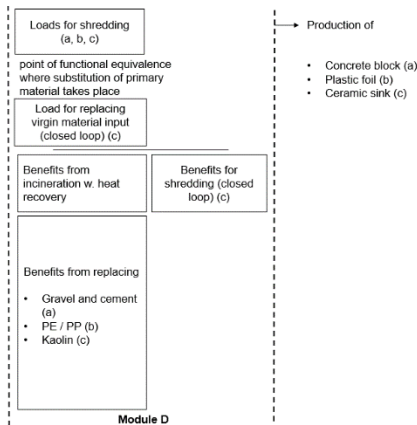 Loads for shredding
(a, b, c)
point of functional equivalence
where substitution of primary
material takes place
Load for replacing
virgin material input
(closed loop) (c)
Benefits from
incineration w. heat
recovery
Benefits for
shredding (closed
loop) (c)
Benefits from replacing
• Gravel and cement
(a)
• PE / PP (b)
• Kaolin (c)
Module D
Production of
• Concrete block (a)
• Plastic foil (b)
• Ceramic sink (c)